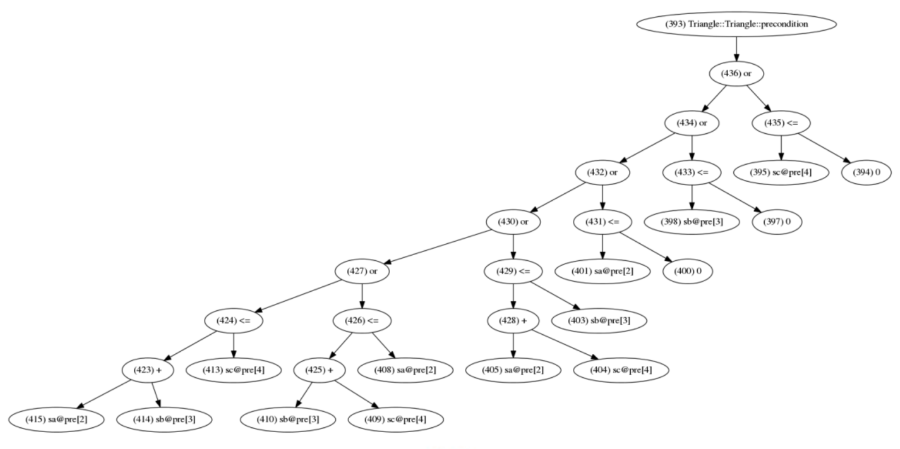 (393) Triangle::Triangle::precondition
(436) or
(434) or
(435) <=
(432) or
(433) <=
(395) sc@pre[4]
(394) 0
(430) or
(431) <=
(398) sb@pre[3]
(397) 0
(427) or
(429) <=
(401) sa@pre[2]
(400) 0
(424) <=
(426) <=
(428) +
(403) sb@pre[3]
(423) +
(413) sc@pre[4]
(425) +
(408) sa@pre[2]
(405) sa@pre[2]
(404) sc@pre[4]
(415) sa@pre[2]
(414) sb@pre[3]
(410) sb@pre[3]
(409) sc@pre[4]